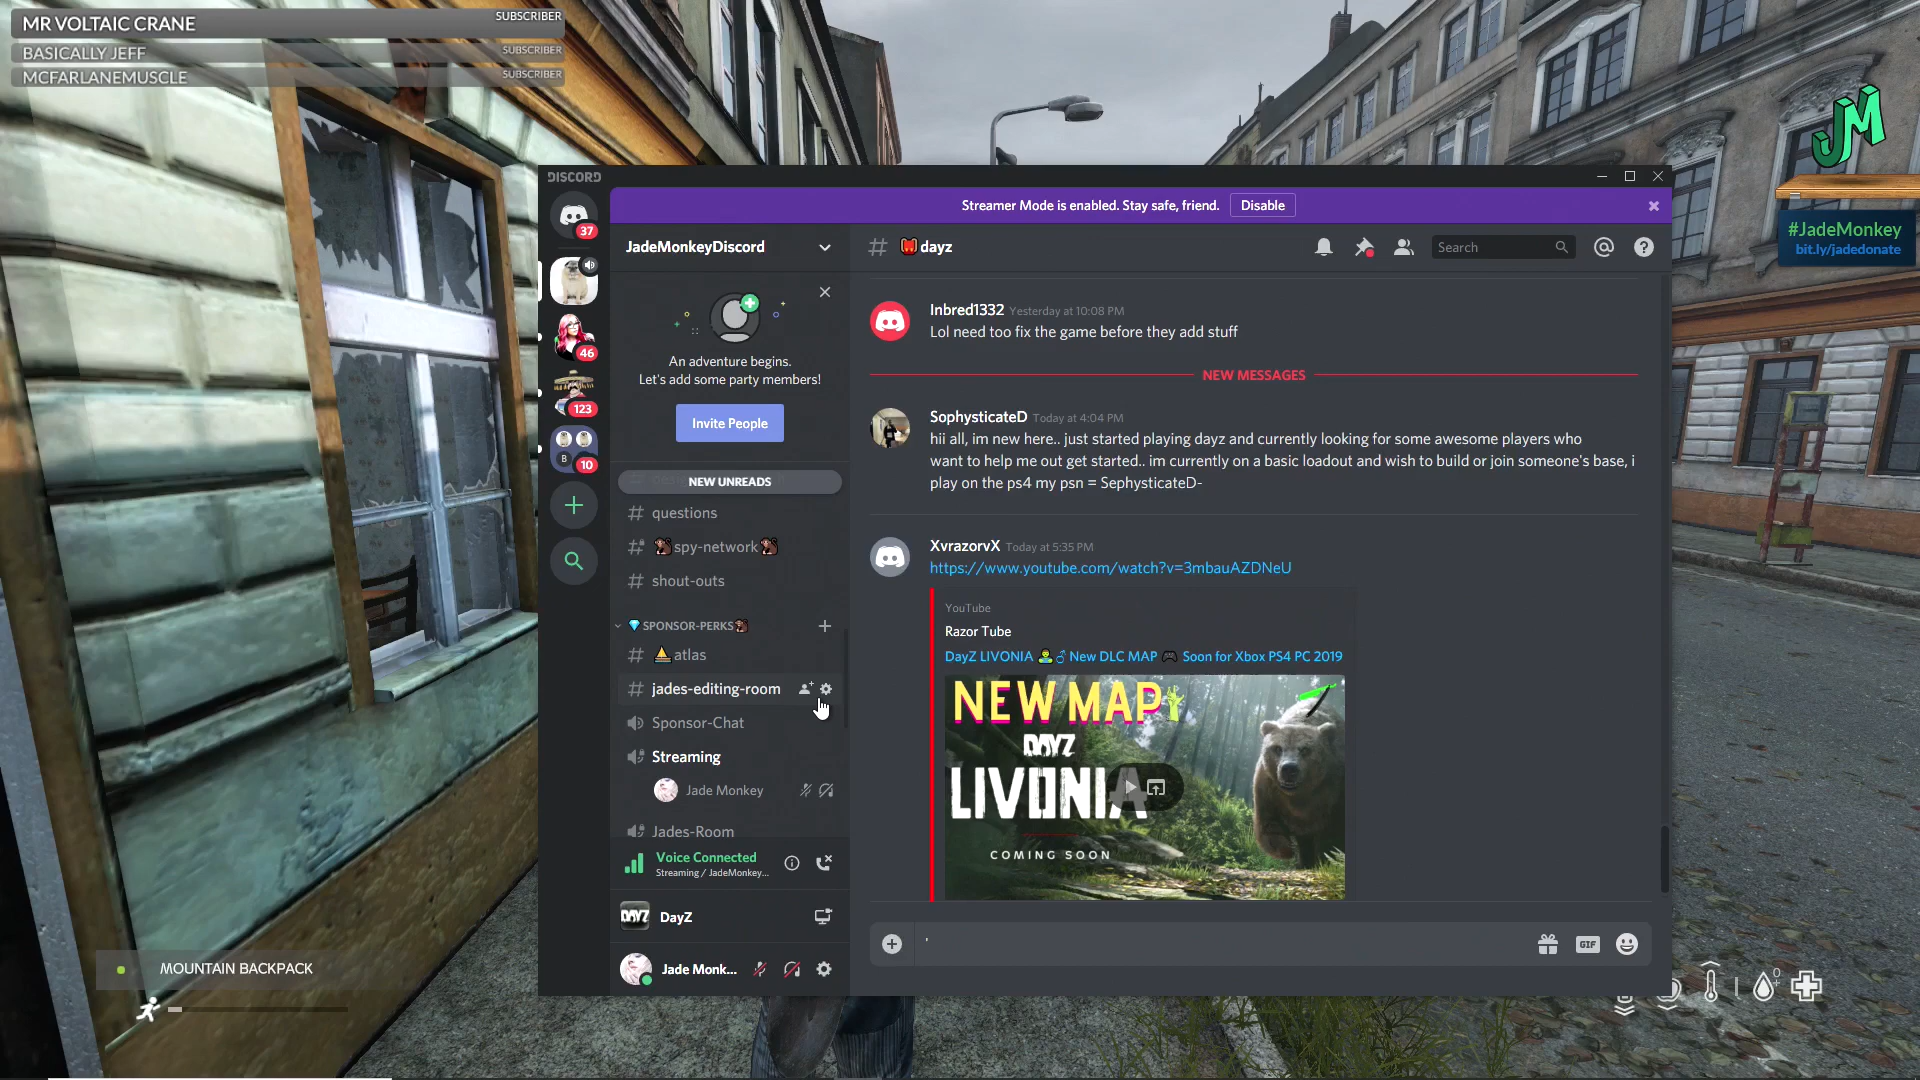 MR VOLTAIC CRANE
SUBSCRIBER
BASICALLY JEFF
SUBSCRIBER
MCFARLANEMUSCLE
SUBSCRIBER
JM
#JadeMonkey
bit.ly/jadedonate
DISCORD
Streamer Mode is enabled. Stay safe, friend.
Disable
37
46
123
B
10
JadeMonkeyDiscord
An adventure begins.
Let's add some party members!
Invite People
NEW UNREADS
questions
spy-network
shout-outs
SPONSOR-PERKS
atlas
jades-editing-room
Sponsor-Chat
Streaming
Jade Monkey
Jades-Room
Voice Connected
Streaming / JadeMonkey...
DAYZ
DayZ
Jade Monk...
# dayz
Search
Inbred1332 Yesterday at 10:08 PM
Lol need too fix the game before they add stuff
NEW MESSAGES
SophysticateD Today at 4:04 PM
hii all, im new here.. just started playing dayz and currently looking for some awesome players who
want to help me out get started.. im currently on a basic loadout and wish to build or join someone's base, i
play on the ps4 my psn = SephysticateD-
XvrazorvX Today at 5:35 PM
https://www.youtube.com/watch?v=3mbauAZDNeU
YouTube
Razor Tube
DayZ LIVONIA New DLC MAP Soon for Xbox PS4 PC 2019
NEW MAP
DAYZ
LIVONIA
COMING SOON
'
GIF
MOUNTAIN BACKPACK
0